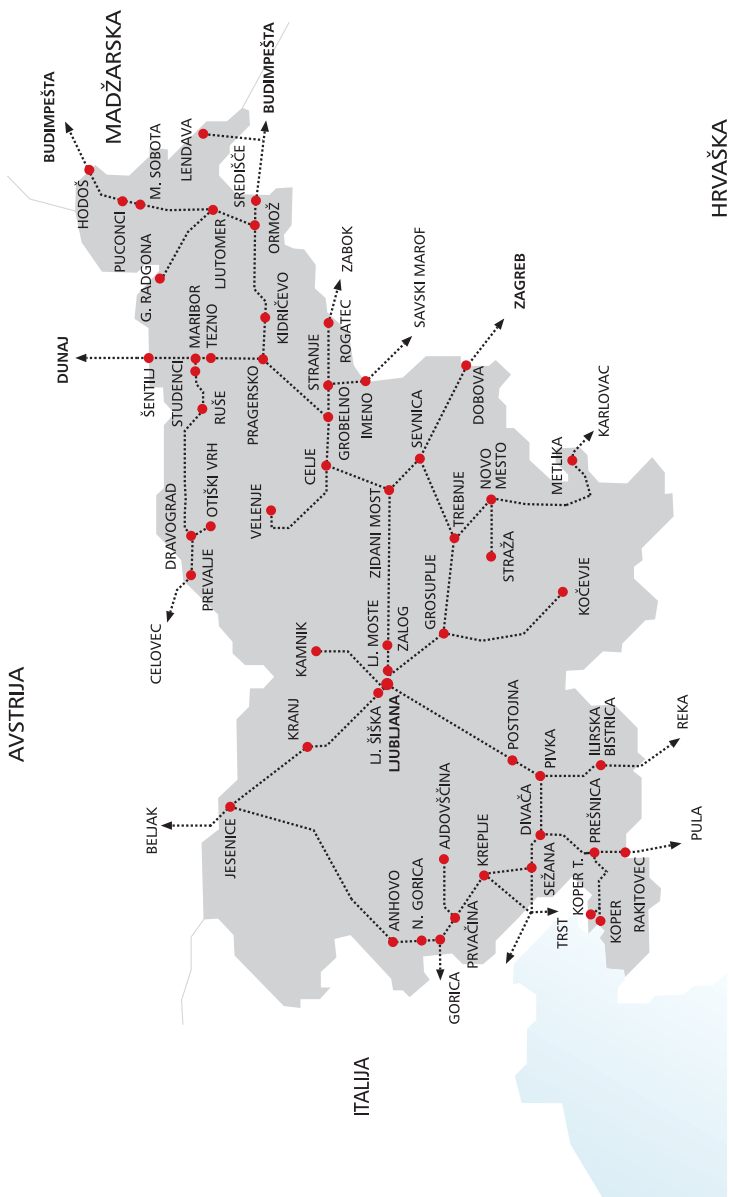 AVSTRIJA
MADŽARSKA
HRVAŠKA
ITALIJA
BUDIMPEŠTA
HODOŠ
PUCONCI
M. SOBOTA
LENDAVA
BUDIMPEŠTA
SREDIŠČE
ORMOŽ
LJUTOMER
G. RADGONA
DUNAJ
ŠENTILJ
MARIBOR
TEZNO
STUDENCI
RUŠE
KIDRIČEVO
PRAGERSKO
ZABOK
ROGATEC
STRANJE
SAVSKI MAROF
GROBELNO
IMENO
ZAGREB
DOBOVA
SEVNICA
CELJE
VELENJE
ZIDANI MOST
DRAVOGRAD
OTIŠKI VRH
PREVALJE
CELOVEC
TREBNJE
NOVO
MESTO
STRAŽA
METLIKA
KARLOVAC
KOČEVJE
GROSUPLJE
LJ. MOSTE
ZALOG
KAMNIK
LJ. ŠIŠKA
LJUBLJANA
KRANJ
JESENICE
BELJAK
POSTOJNA
PIVKA
ILIRSKA
BISTRICA
REKA
DIVAČA
PREŠNICA
PULA
RAKITOVEC
KOPER T.
KOPER
SEŽANA
TRST
KREPLJE
AJDOVŠČINA
PRVAČINA
GORICA
N. GORICA
ANHOVO